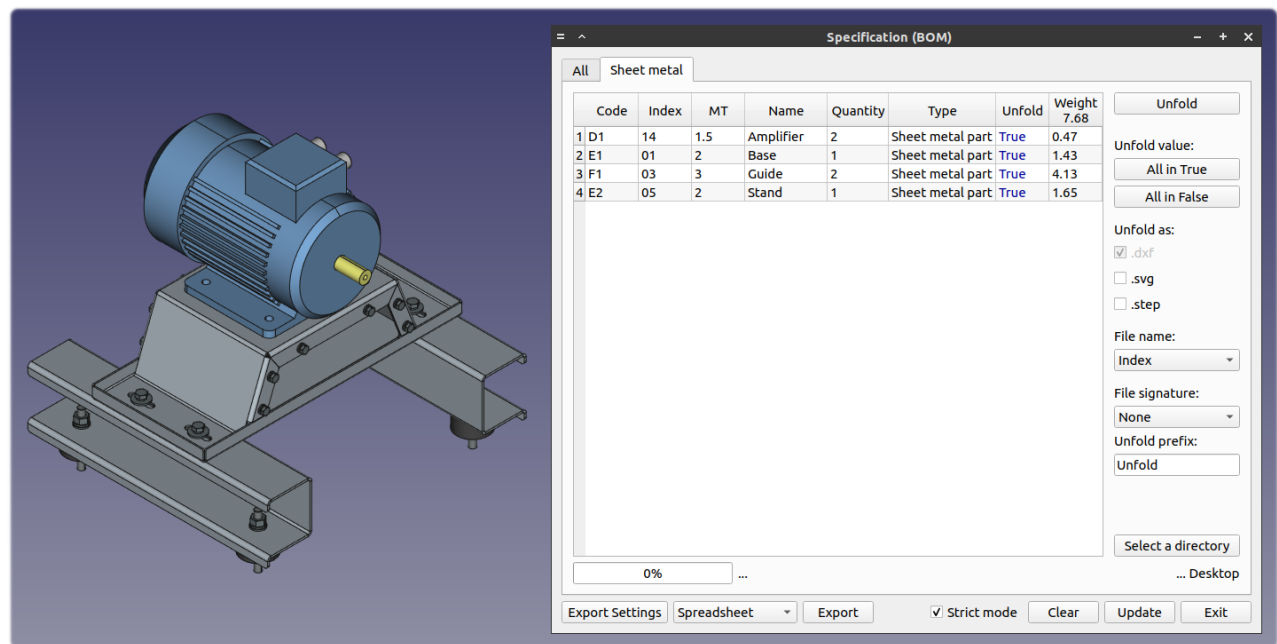 Specification (BOM)
All Sheet metal
Code Index MT Name Quantity Type Unfold Weight 7.68
1 D1 14 1.5 Amplifier 2 Sheet metal part True 0.47
2 E1 01 2 Base 1 Sheet metal part True 1.43
3 F1 03 3 Guide 2 Sheet metal part True 4.13
4 E2 05 2 Stand 1 Sheet metal part True 1.65
Unfold
Unfold value:
All in True
All in False
Unfold as:
.dxf
.svg
.step
File name:
Index
File signature:
None
Unfold prefix:
Unfold
Select a directory
0% ...
... Desktop
Export Settings Spreadsheet Export Strict mode Clear Update Exit